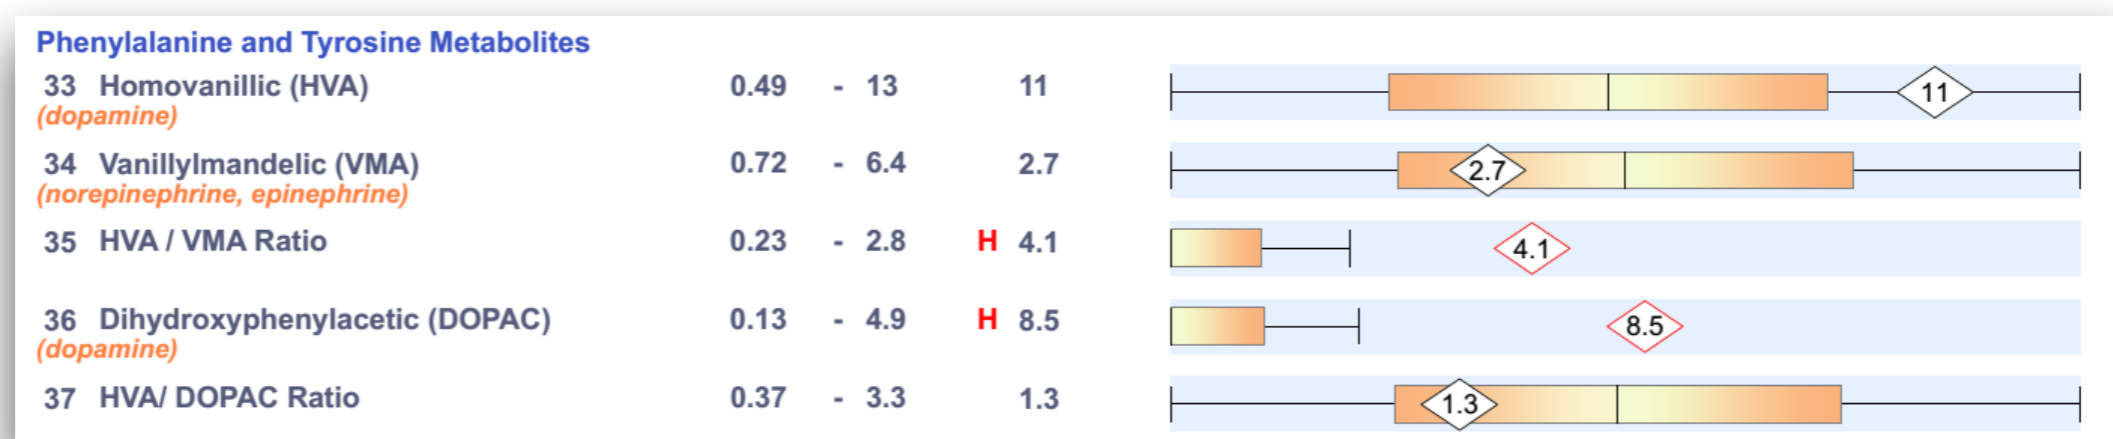 Phenylalanine and Tyrosine Metabolites
33 Homovanillic (HVA) 0.49 - 13 11 11
(dopamine)
34 Vanillylmandelic (VMA) 0.72 - 6.4 2.7 2.7
(norepinephrine, epinephrine)
35 HVA / VMA Ratio 0.23 - 2.8 H 4.1 4.1
36 Dihydroxyphenylacetic (DOPAC) 0.13 - 4.9 H 8.5 8.5
(dopamine)
37 HVA/ DOPAC Ratio 0.37 - 3.3 1.3 1.3